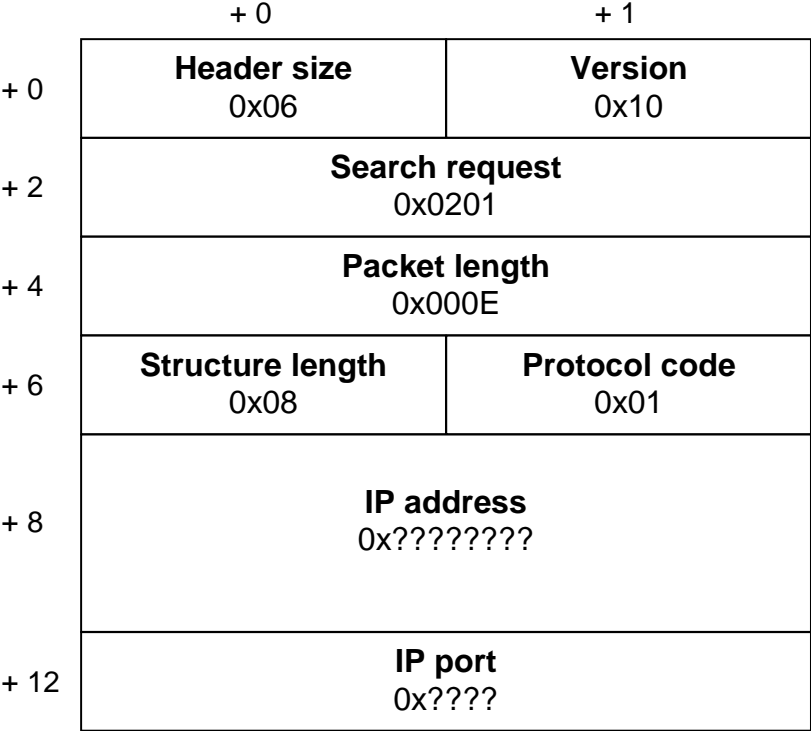 + 0 + 1
+ 0
Header size Version
0x06 0x10
+ 2
Search request
0x0201
+ 4
Packet length
0x000E
+ 6
Structure length Protocol code
0x08 0x01
+ 8
IP address
0x????????
+ 12
IP port
0x????